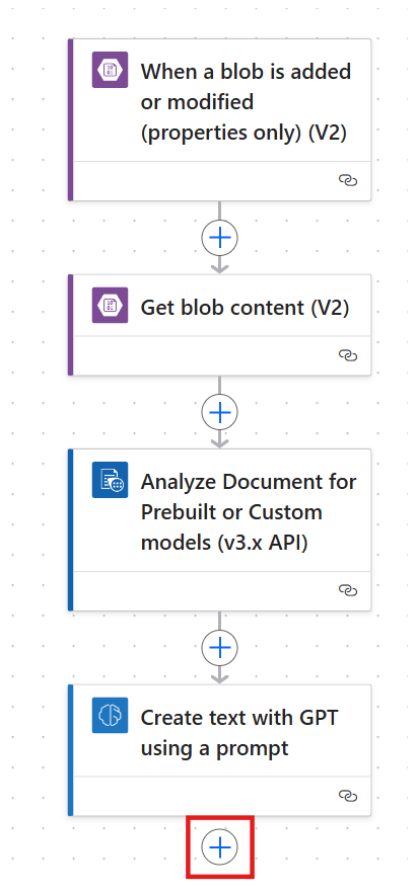 When a blob is added
or modified
(properties only) (V2)
Get blob content (V2)
Analyze Document for
Prebuilt or Custom
models (v3.x API)
Create text with GPT
using a prompt